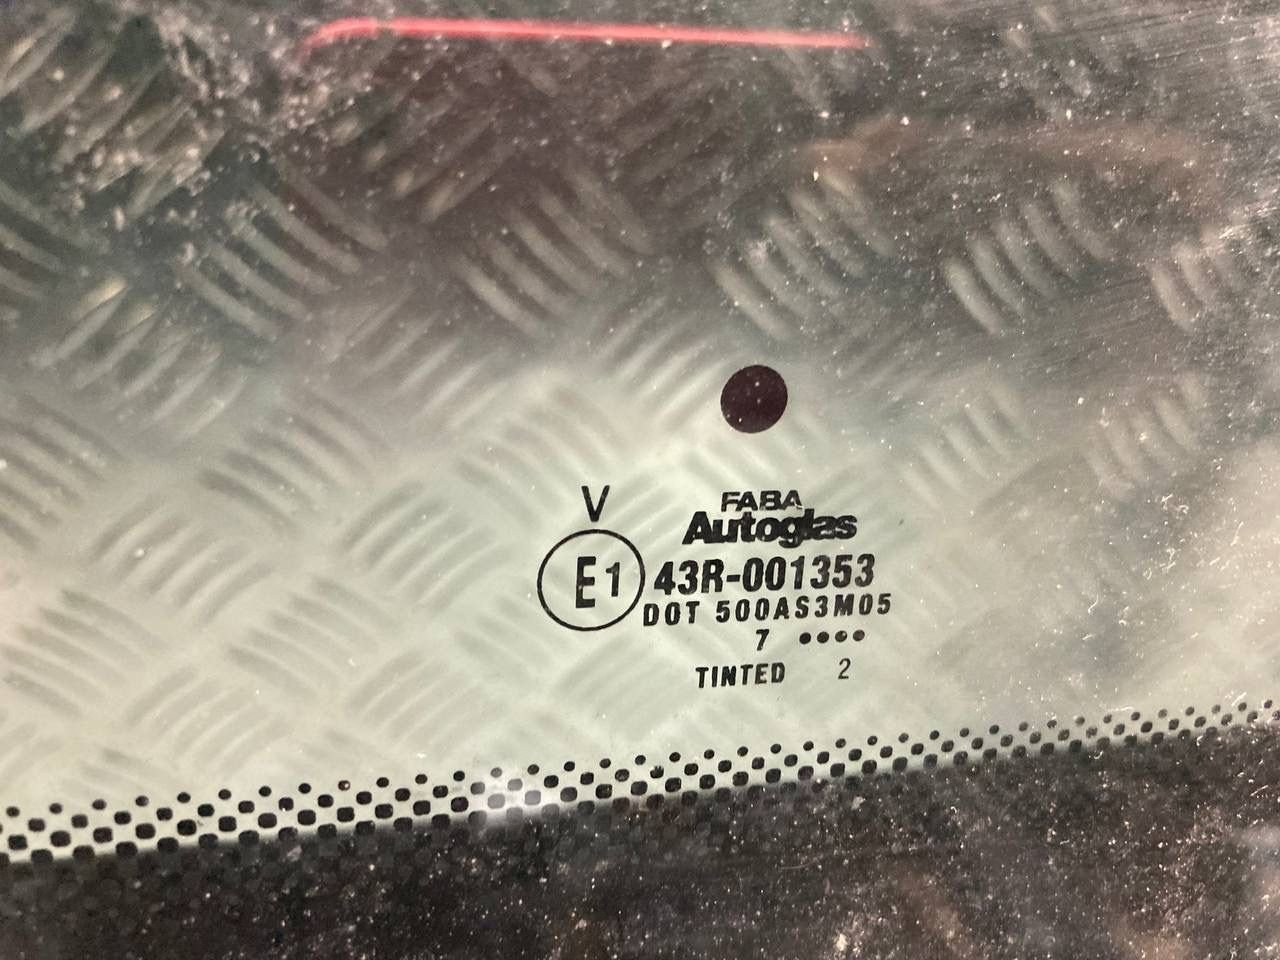 V
FABA
Autoglas
E1 43R-001353
DOT 500AS3M05
7 ••••
TINTED 2